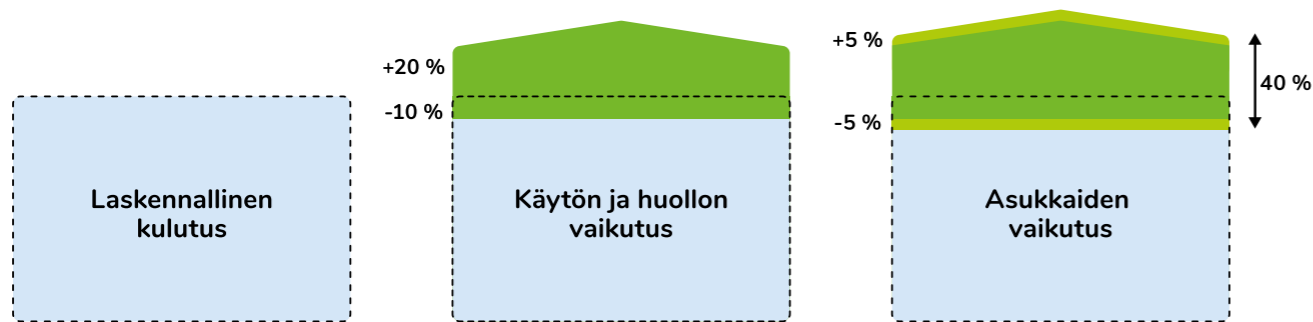 Laskennallinen
kulutus
+20 %
-10 %
Käytön ja huollon
vaikutus
+5 %
-5 %
40 %
Asukkaiden
vaikutus